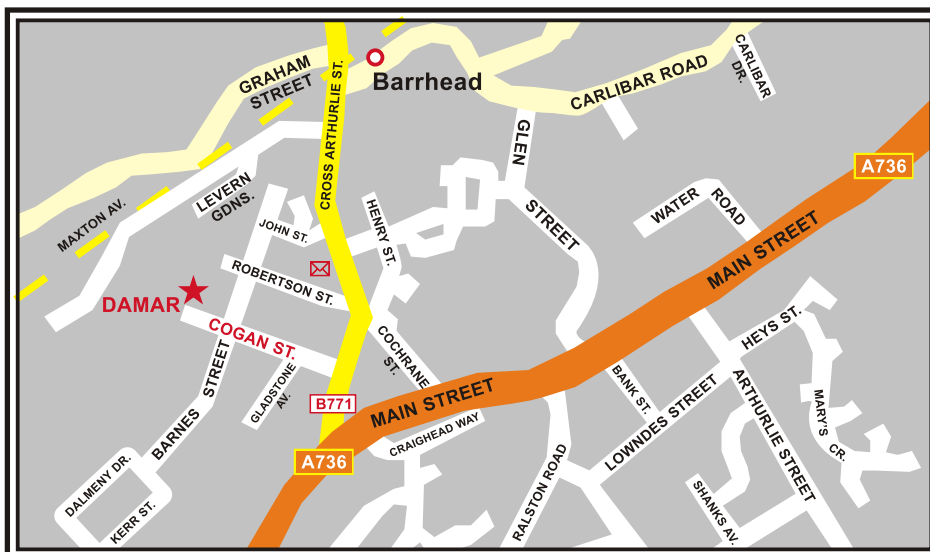 GRAHAM
STREET
Barrhead
CARLIBAR ROAD
CARLIBAR
DR.
CROSS ARTHURLIE ST.
GLEN
STREET
A736
MAXTON AV.
LEVERN
GDNS.
JOHN ST.
HENRY ST.
WATER
ROAD
MAIN STREET
ROBERTSON ST.
DAMAR
COGAN ST.
COCHRANE
ST.
HEYS ST.
BARNES STREET
GLADSTONE
AV.
B771
MAIN STREET
BANK ST.
LOWNDES STREET
ARTHURLIE STREET
MARY'S
CR.
CRAIGHEAD WAY
A736
DALMENY DR.
KERR ST.
RALSTON ROAD
SHANKS AV.